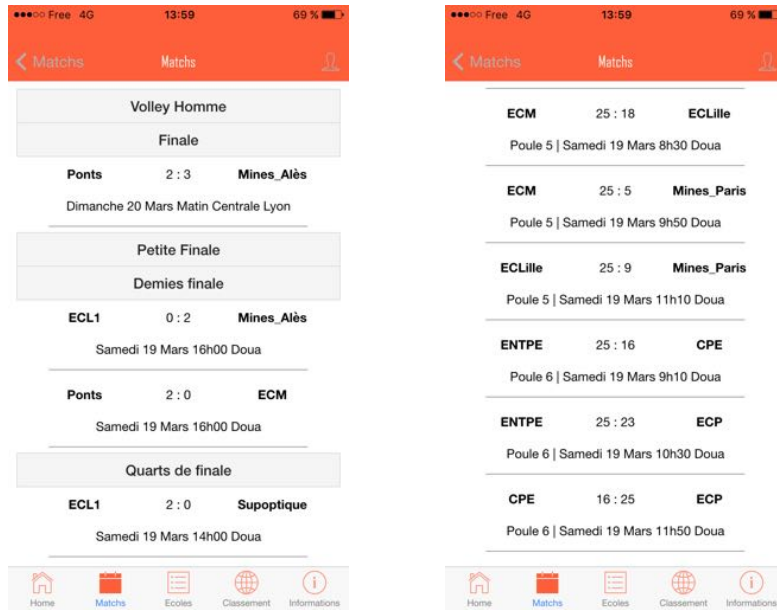 Free 4G 13:59 69 %
Matchs Matchs
Volley Homme
Finale
Ponts 2 : 3 Mines_Alès
Dimanche 20 Mars Matin Centrale Lyon
Petite Finale
Demies finale
ECL1 0 : 2 Mines_Alès
Samedi 19 Mars 16h00 Doua
Ponts 2 : 0 ECM
Samedi 19 Mars 16h00 Doua
Quarts de finale
ECL1 2 : 0 Supoptique
Samedi 19 Mars 14h00 Doua
Home Matchs Ecoles Classement Informations
Free 4G 13:59 69 %
Matchs Matchs
ECM 25 : 18 ECLille
Poule 5 | Samedi 19 Mars 8h30 Doua
ECM 25 : 5 Mines_Paris
Poule 5 | Samedi 19 Mars 9h50 Doua
ECLille 25 : 9 Mines_Paris
Poule 5 | Samedi 19 Mars 11h10 Doua
ENTPE 25 : 16 CPE
Poule 6 | Samedi 19 Mars 9h10 Doua
ENTPE 25 : 23 ECP
Poule 6 | Samedi 19 Mars 10h30 Doua
CPE 16 : 25 ECP
Poule 6 | Samedi 19 Mars 11h50 Doua
Home Matchs Ecoles Classement Informations